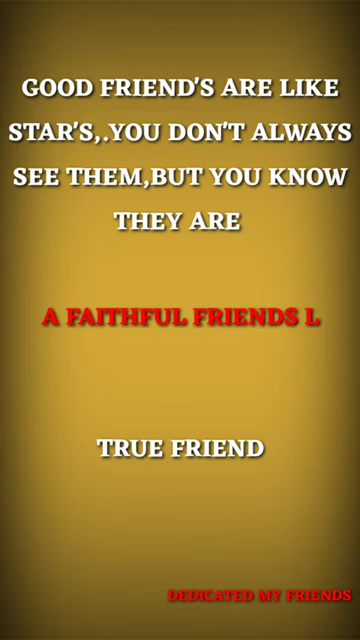 GOOD FRIEND'S ARE LIKE
STAR'S,.YOU DON'T ALWAYS
SEE THEM,BUT YOU KNOW
THEY ARE
A FAITHFUL FRIENDS L
TRUE FRIEND
DEDICATED MY FRIENDS